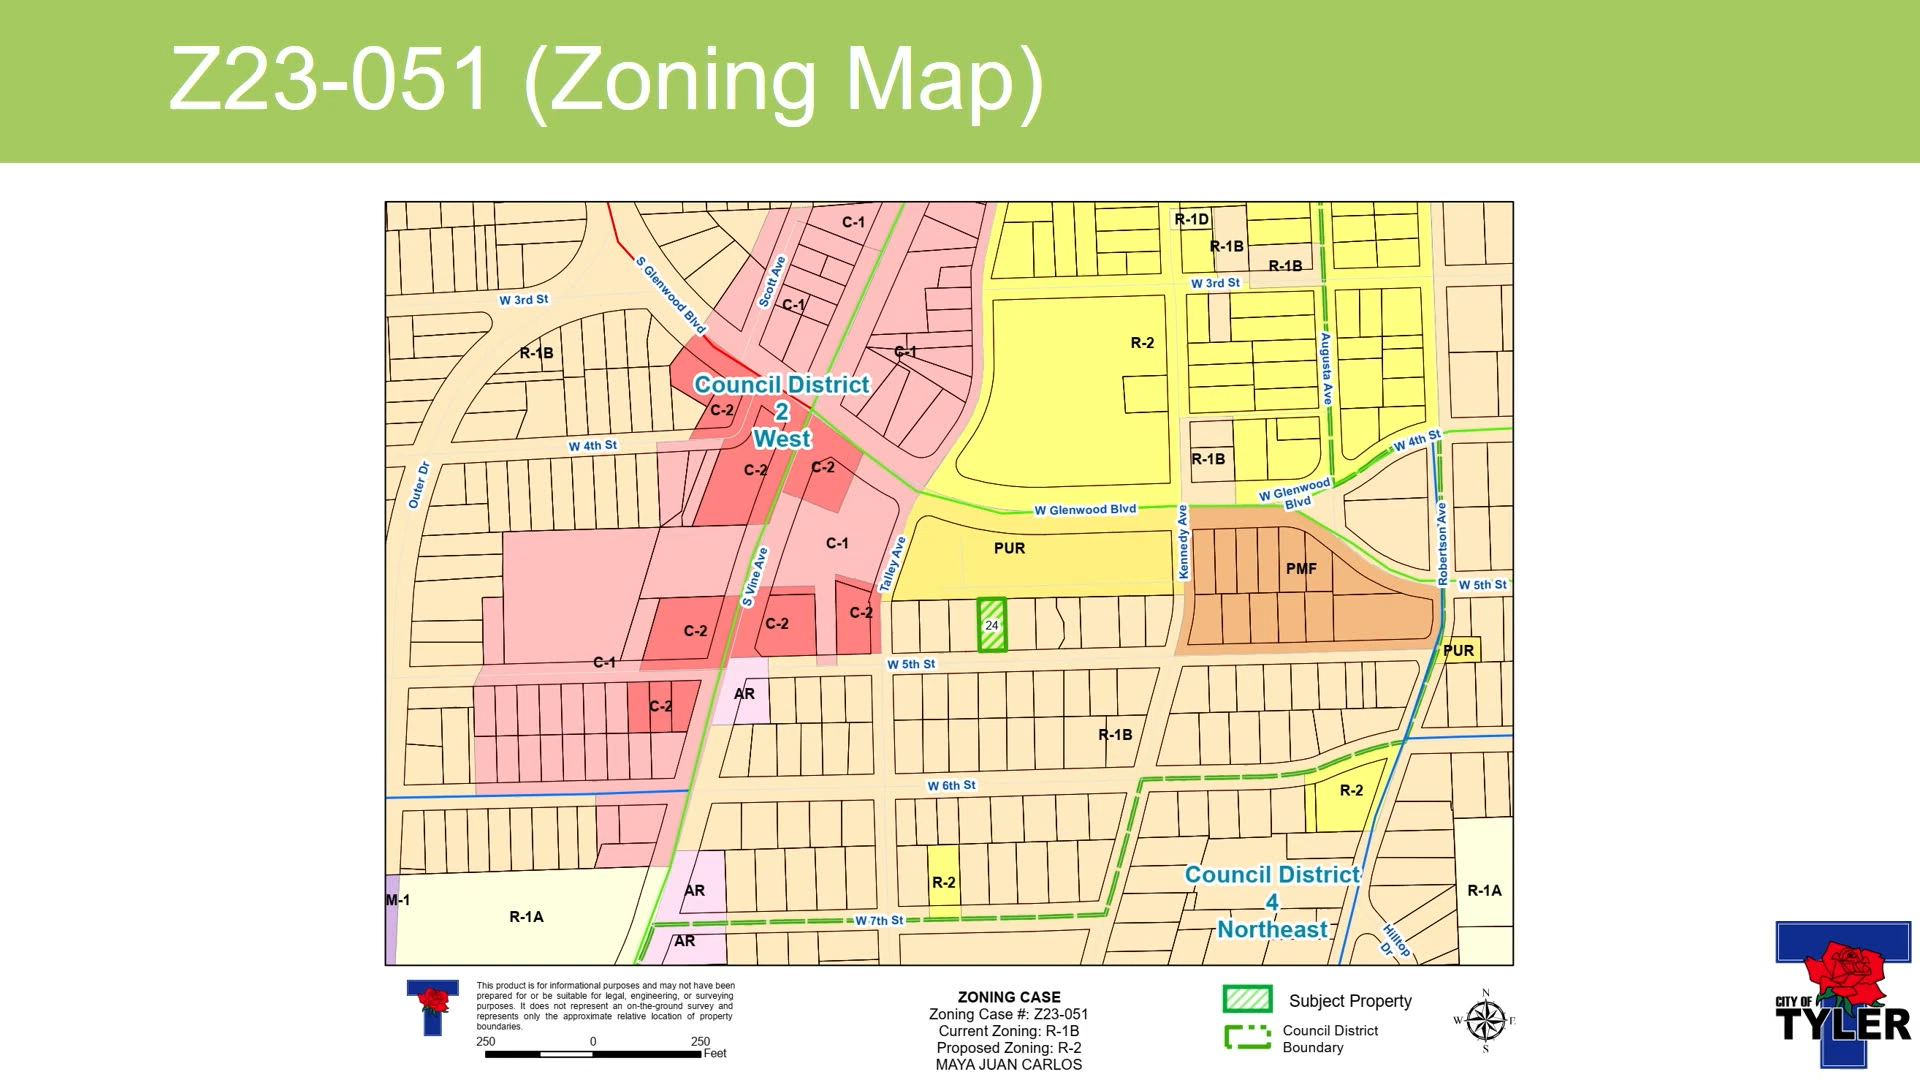 Z23-051 (Zoning Map)
C-1
R-1D
R-1B
R-1B
Scott Ave
S Glenwood Blvd
W 3rd St
W 3rd St
C-1
R-1B
C-1
R-2
Augusta Ave
Council District
2
West
C-2
W 4th St
W 4th St
C-2
C-2
R-1B
Outer Dr
W Glenwood
Blvd
W Glenwood Blvd
Kennedy Ave
Robertson Ave
C-1
PUR
Talley Ave
S Vine Ave
PMF
W 5th St
C-2
C-2
C-2
24
C-1
W 5th St
PUR
AR
C-2
R-1B
W 6th St
R-2
AR
R-2
Council District
4
Northeast
M-1
R-1A
R-1A
W 7th St
AR
Hilltop
Dr
This product is for informational purposes and may not have been
prepared for or be suitable for legal, engineering, or surveying
purposes. It does not represent an on-the-ground survey and
represents only the approximate relative location of property
boundaries.
250 0 250
Feet
ZONING CASE
Zoning Case #: Z23-051
Current Zoning: R-1B
Proposed Zoning: R-2
MAYA JUAN CARLOS
Subject Property
Council District
Boundary
N
W E
S
CITY OF
TYLER